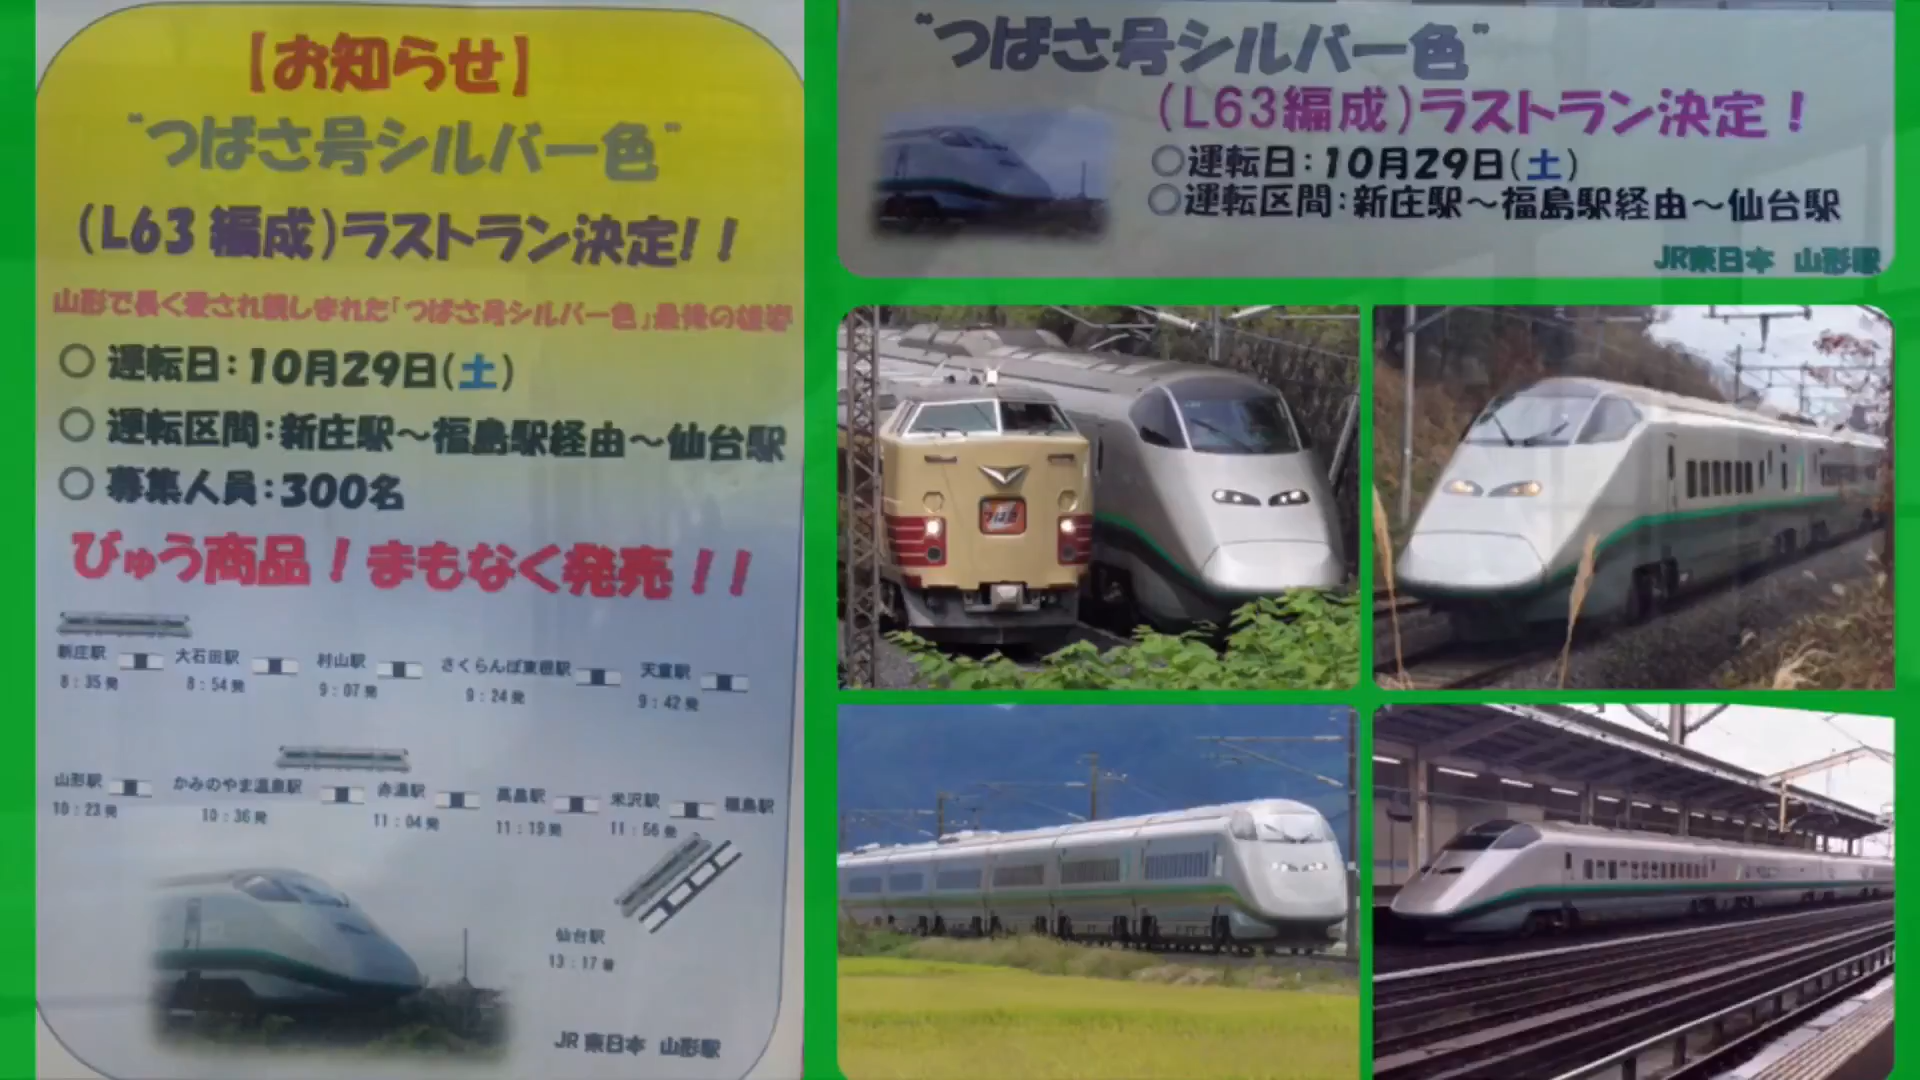 【お知らせ】
"つばさ号シルバー色"
(L63編成)ラストラン決定!!
山形で長く愛され親しまれた「つばさ号シルバー色」最後の雄姿
○ 運転日:10月29日(土)
○ 運転区間:新庄駅~福島駅経由~仙台駅
○ 募集人員:300名
びゅう商品!まもなく発売!!
新庄駅 大石田駅 村山駅 さくらんぼ東根駅 天童駅
8:35発 8:54発 9:07発 9:24発 9:42発
山形駅 かみのやま温泉駅 赤湯駅 高畠駅 米沢駅 福島駅
10:23発 10:36発 11:04発 11:19発 11:56発
仙台駅
13:17着
JR東日本 山形駅
"つばさ号シルバー色"
(L63編成)ラストラン決定!
○運転日:10月29日(土)
○運転区間:新庄駅~福島駅経由~仙台駅
JR東日本 山形駅
つばさ